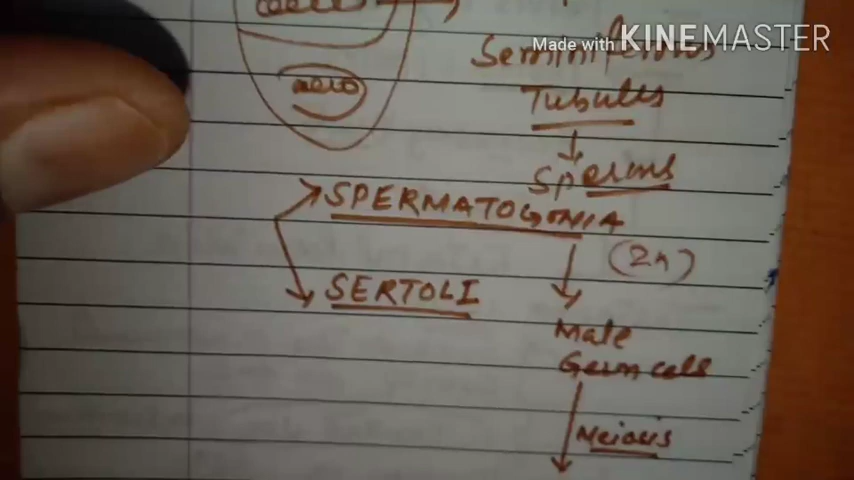 Made with KINEMASTER
Seminiferous
Tubules
Sperms
SPERMATOGONIA
(2n)
SERTOLI
Male
Germ cells
Meiosis